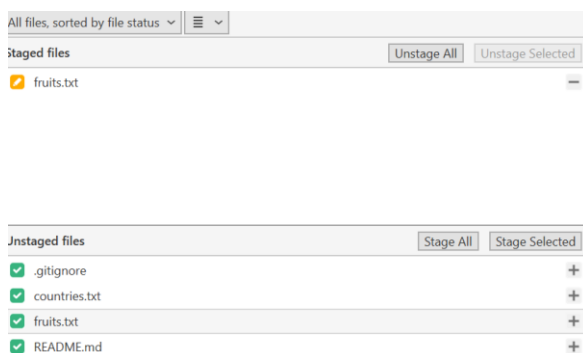 All files, sorted by file status
Staged files Unstage All Unstage Selected
fruits.txt
Unstaged files Stage All Stage Selected
.gitignore
countries.txt
fruits.txt
README.md